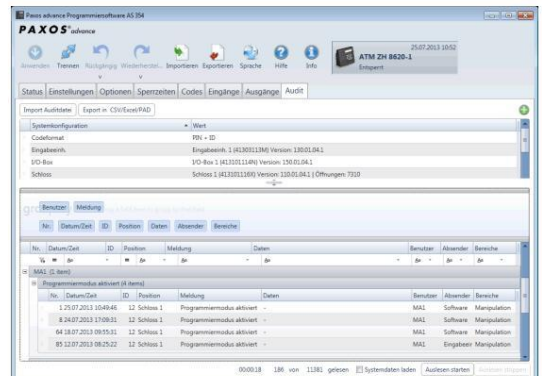 Paxos advance Programmiersoftware AS 354
PAXOS® advance
Anwenden Trennen Rückgängig Wiederherstel... Importieren Exportieren Sprache Hilfe Info
25.07.2013 10:52
ATM ZH 8620-1
Entsperrt
Status Einstellungen Optionen Sperrzeiten Codes Eingänge Ausgänge Audit
Import Auditdatei Export in CSV/Excel/PAD
Systemkonfiguration Wert
Codeformat PIN + ID
Eingabeeinh. Eingabeeinh. 1 (41303113M) Version: 130.01.04.1
I/O-Box I/O-Box 1 (413101114N) Version: 150.01.04.1
Schloss Schloss 1 (413101116X) Version: 110.01.04.1 | Öffnungen: 7310
Benutzer Meldung
Nr. Datum/Zeit ID Position Daten Absender Bereiche
Nr. Datum/Zeit ID Position Meldung Daten Benutzer Absender Bereiche
MA1 (1 item)
Programmiermodus aktiviert (4 items)
Nr. Datum/Zeit ID Position Meldung Daten Benutzer Absender Bereiche
1 25.07.2013 10:49:46 12 Schloss 1 Programmiermodus aktiviert - MA1 Software Manipulation
8 24.07.2013 17:09:31 12 Schloss 1 Programmiermodus aktiviert - MA1 Software Manipulation
64 18.07.2013 09:55:31 12 Schloss 1 Programmiermodus aktiviert - MA1 Software Manipulation
85 12.07.2013 08:25:22 12 Schloss 1 Programmiermodus aktiviert - MA1 Eingabeeir Manipulation
00:00:18 186 von 11381 gelesen Systemdaten laden Auslesen starten Auslesen stoppen